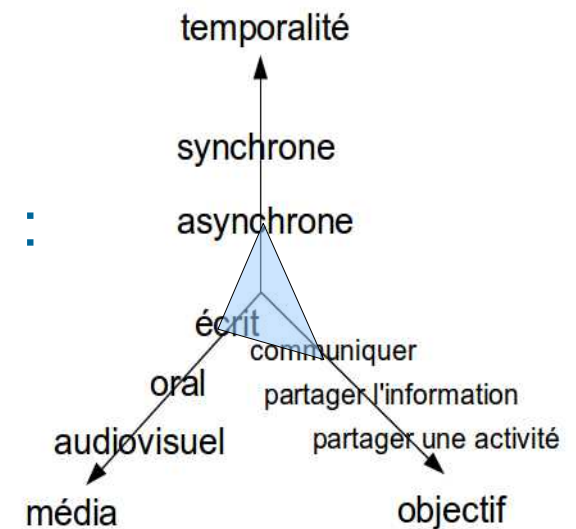 temporalité
synchrone
:
asynchrone
écrit
communiquer
oral
partager l'information
audiovisuel
partager une activité
média
objectif